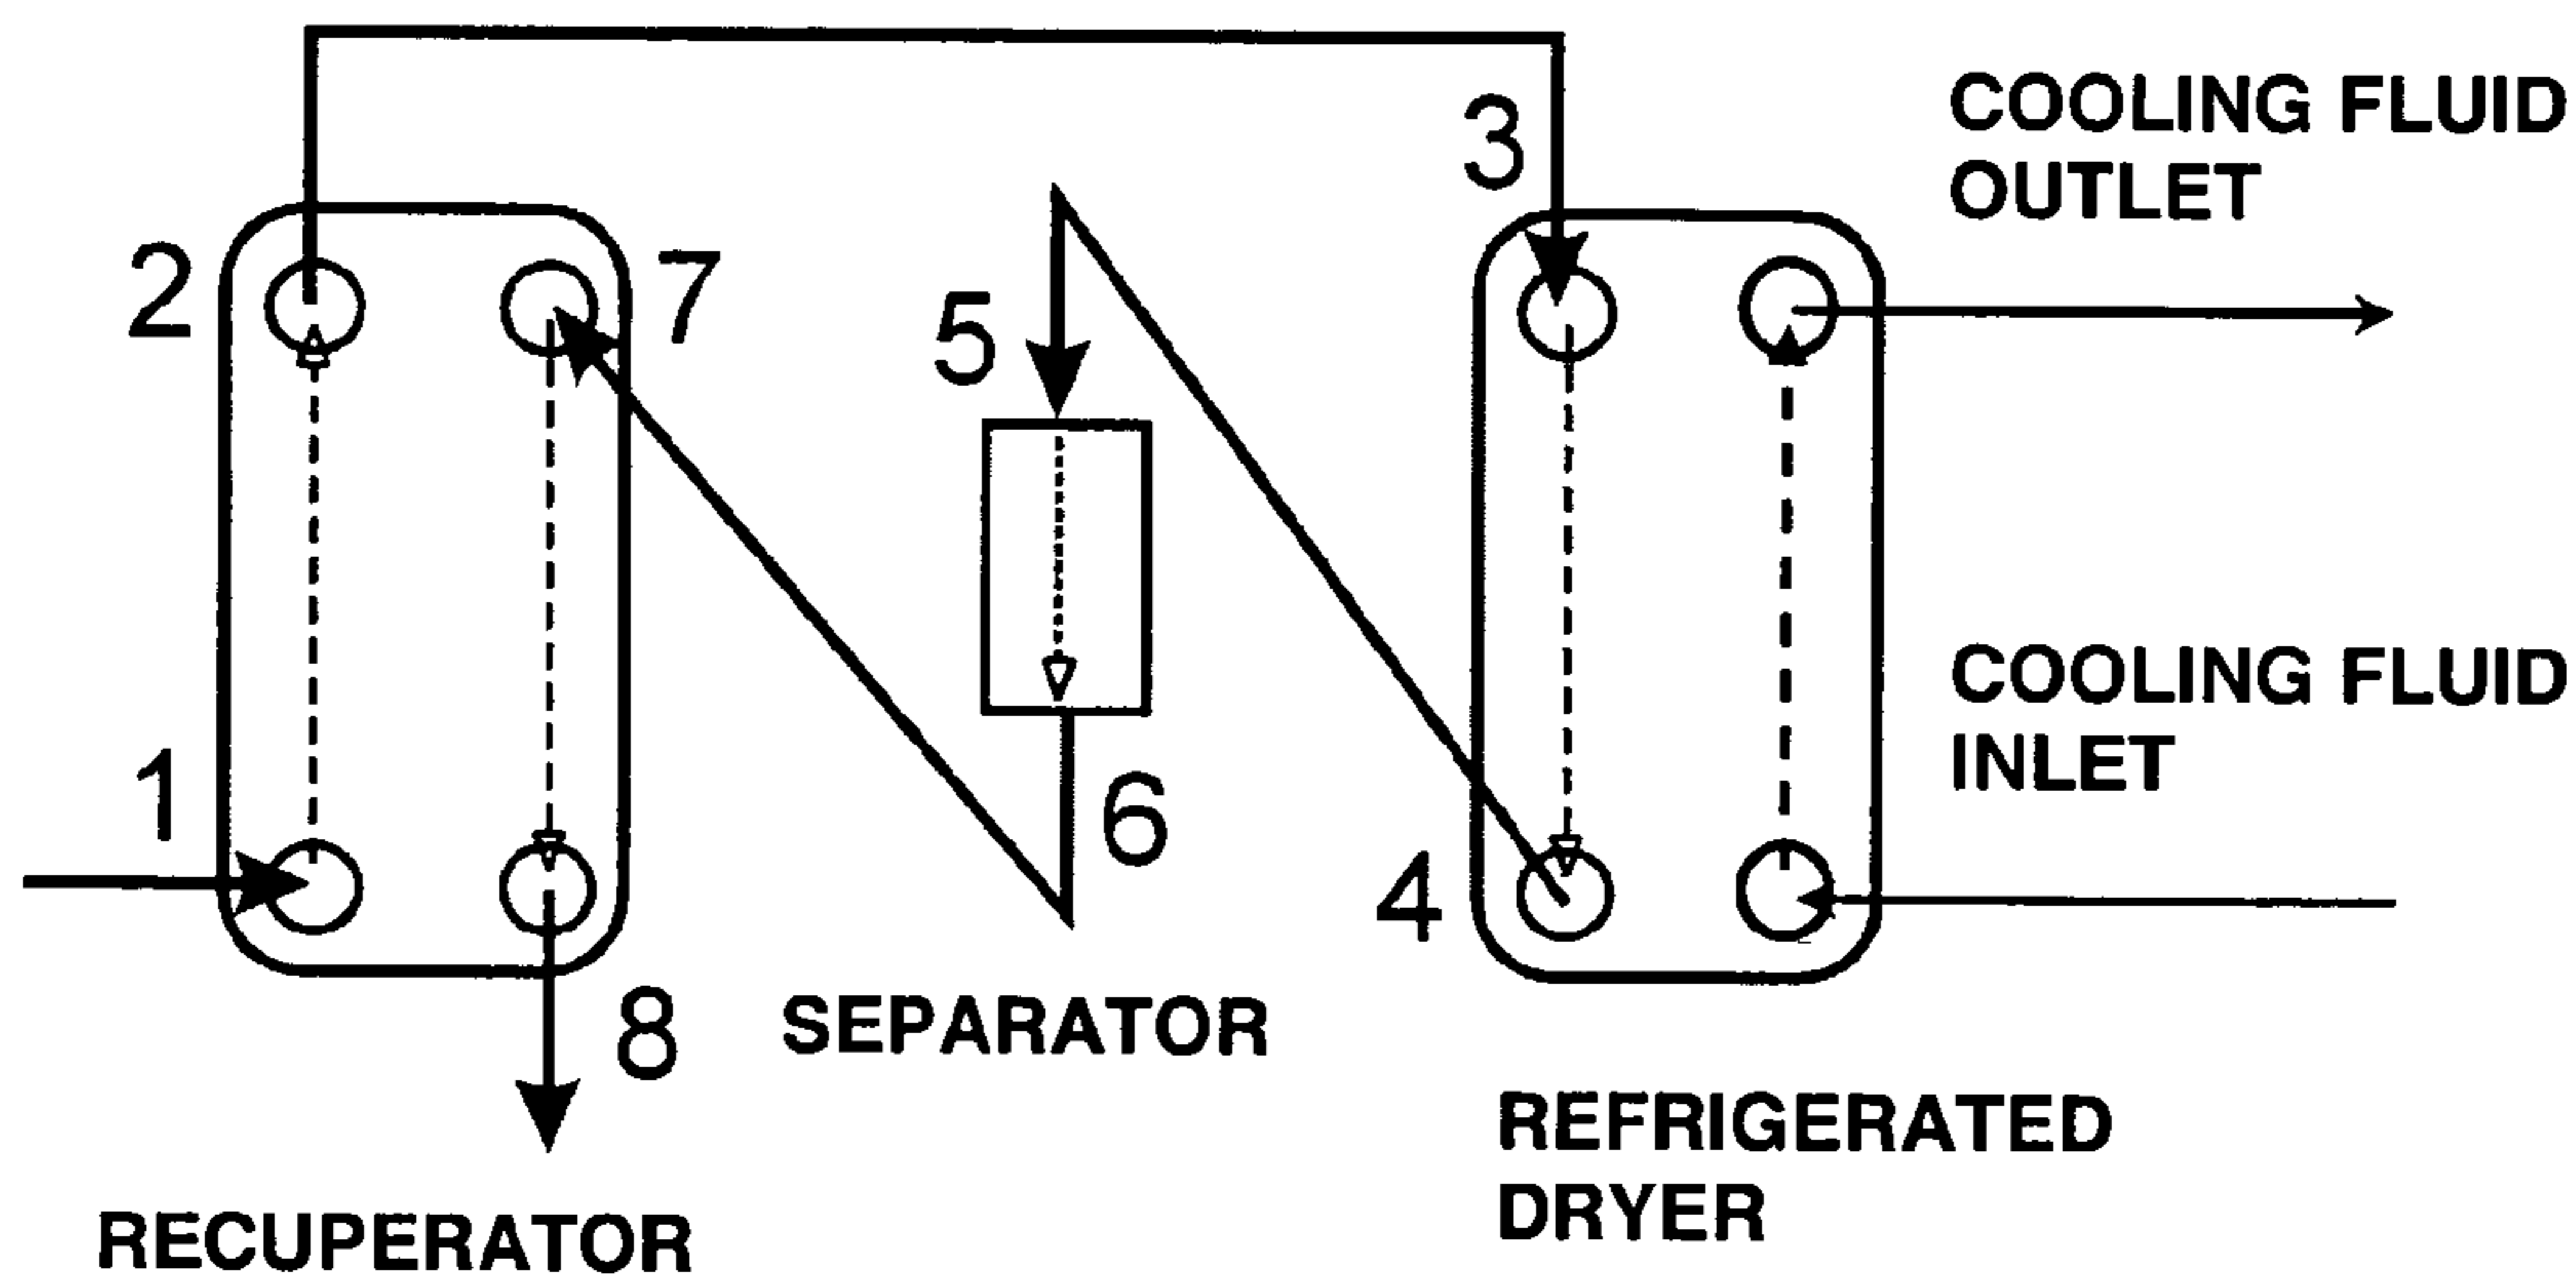 3
COOLING FLUID
OUTLET
2
7
5
COOLING FLUID
INLET
1
6
4
8
SEPARATOR
REFRIGERATED
DRYER
RECUPERATOR